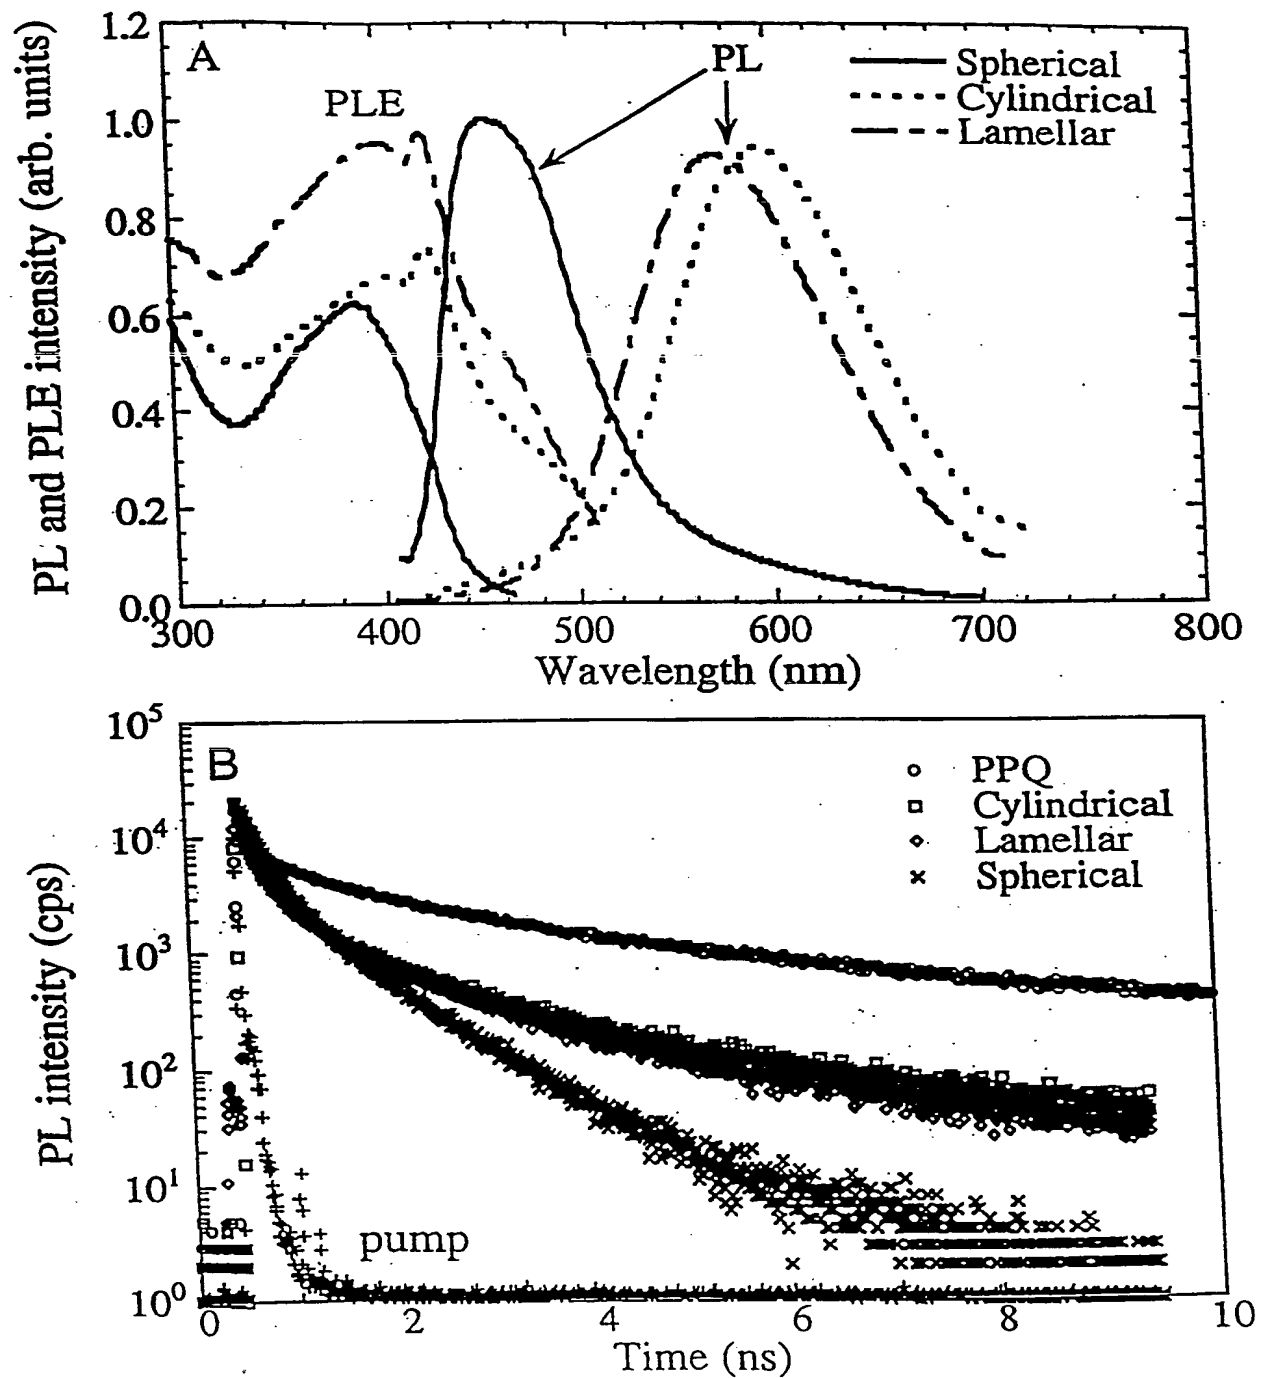 1.2
A
PL
Spherical
PLE
Cylindrical
1.0
Lamellar
0.8
0.6
0.4
0.2
0.0
300 400 500 600 700 800
Wavelength (nm)
PL and PLE intensity (arb. units)
10^5
B
PPQ
Cylindrical
10^4
Lamellar
Spherical
10^3
10^2
10^1
pump
10^0
0 2 4 6 8 10
Time (ns)
PL intensity (cps)